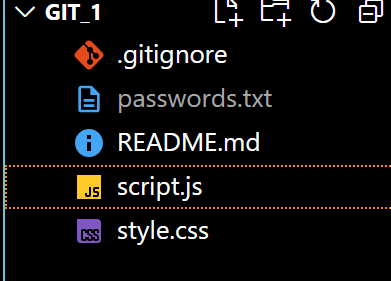 GIT_1
.gitignore
passwords.txt
README.md
JS script.js
CSS style.css